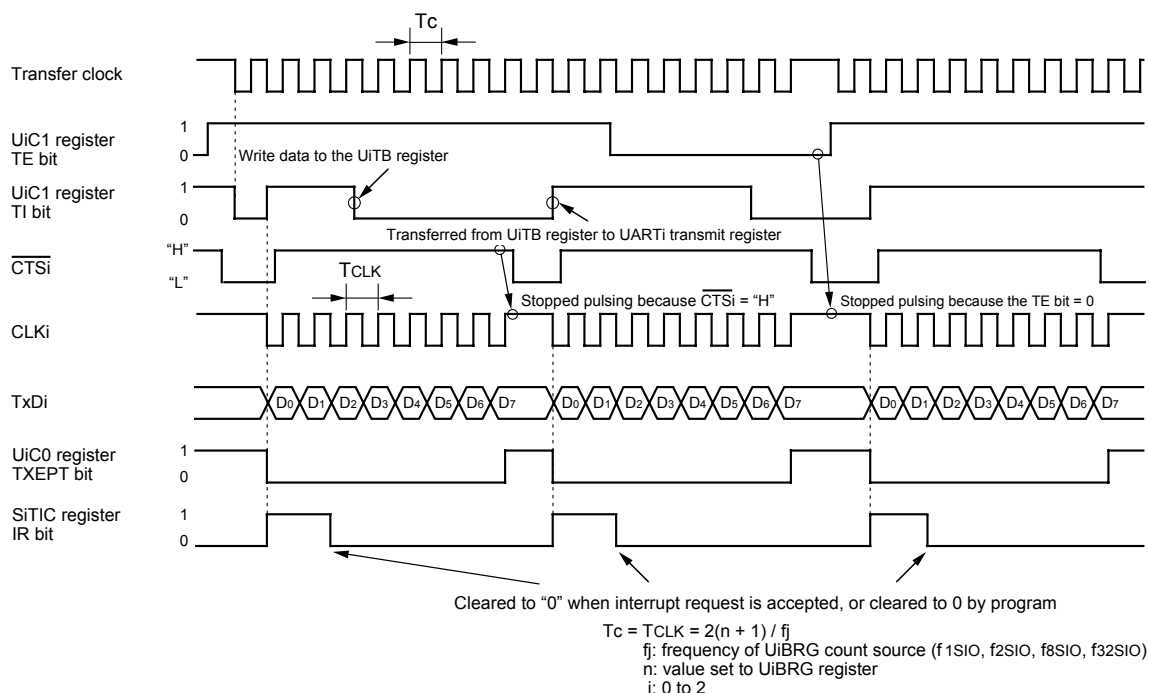 Tc
Transfer clock
UiC1 register
TE bit
1
0
Write data to the UiTB register
UiC1 register
TI bit
1
0
Transferred from UiTB register to UARTi transmit register
CTSi
“H”
“L”
TCLK
Stopped pulsing because CTSi = “H”
Stopped pulsing because the TE bit = 0
CLKi
TxDi
D0 D1 D2 D3 D4 D5 D6 D7 D0 D1 D2 D3 D4 D5 D6 D7 D0 D1 D2 D3 D4 D5 D6 D7
UiC0 register
TXEPT bit
1
0
SiTIC register
IR bit
1
0
Cleared to “0” when interrupt request is accepted, or cleared to 0 by program
Tc = TCLK = 2(n + 1) / fj
fj: frequency of UiBRG count source (f1SIO, f2SIO, f8SIO, f32SIO)
n: value set to UiBRG register
i: 0 to 2